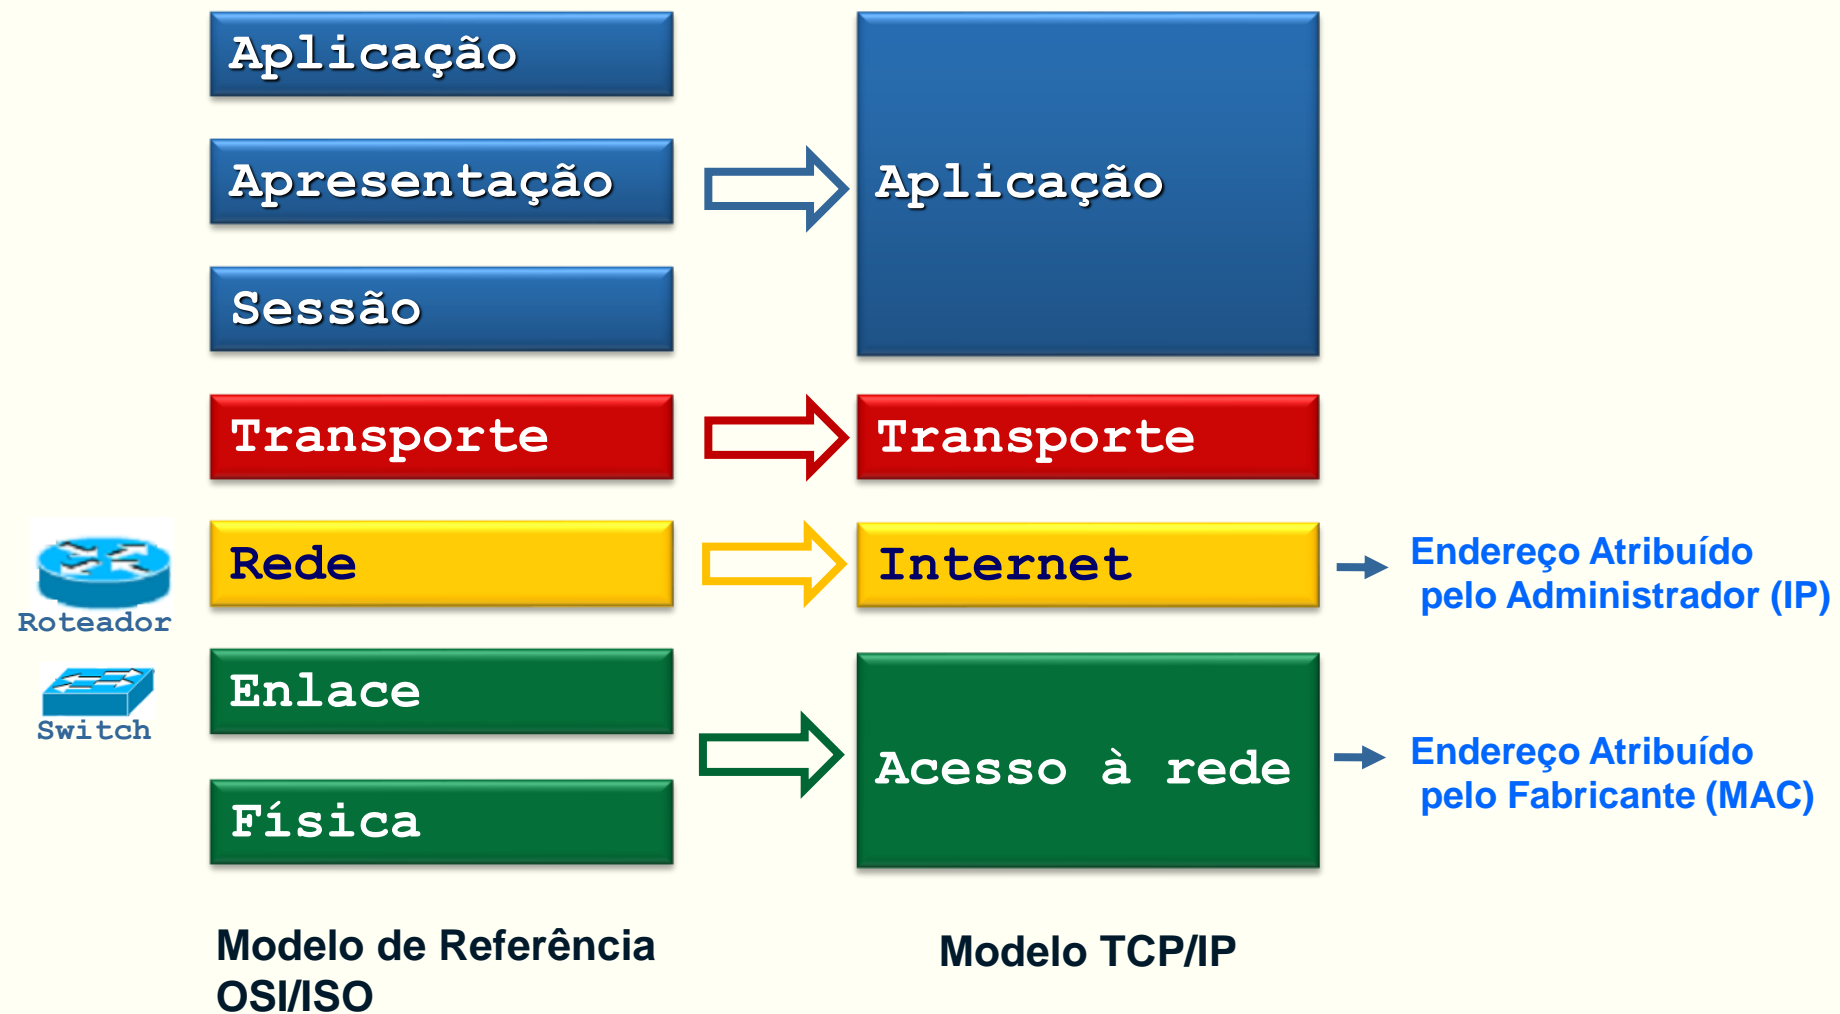 Aplicação
Apresentação
Aplicação
Sessão
Transporte
Transporte
Rede
Internet
Endereço Atribuído
pelo Administrador (IP)
Roteador
Enlace
Switch
Acesso à rede
Endereço Atribuído
pelo Fabricante (MAC)
Física
Modelo de Referência
OSI/ISO
Modelo TCP/IP